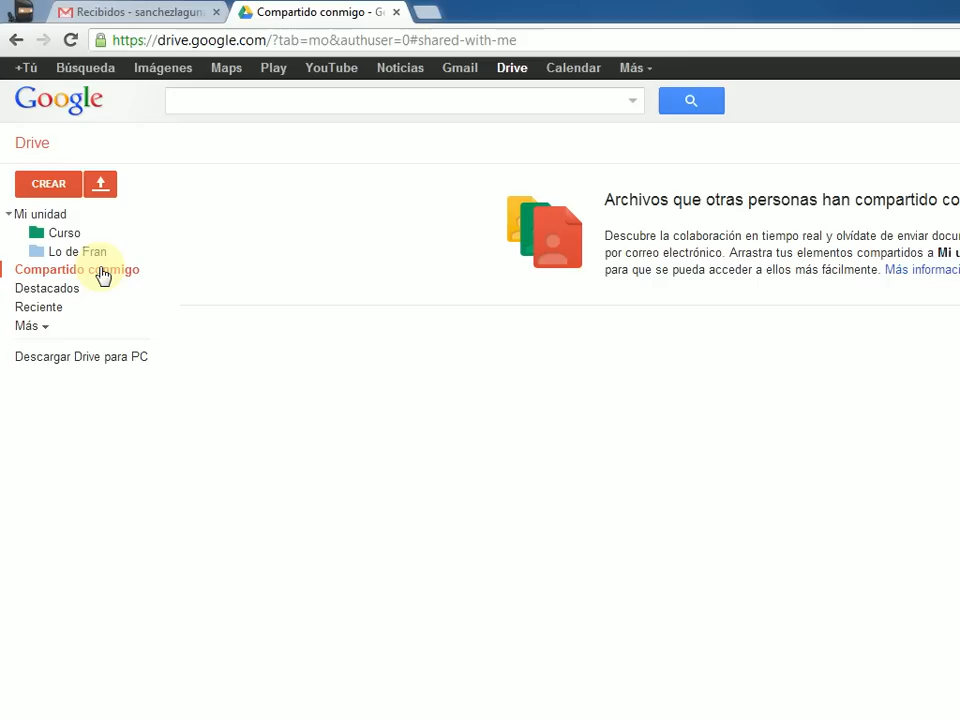 Recibidos - sanchezlagun
Compartido conmigo - Go
https://drive.google.com/?tab=mo&authuser=0#shared-with-me
+Tú Búsqueda Imágenes Maps Play YouTube Noticias Gmail Drive Calendar Más
Google
Drive
CREAR
Mi unidad
Curso
Lo de Fran
Compartido conmigo
Destacados
Reciente
Más
Descargar Drive para PC
Archivos que otras personas han compartido co
Descubre la colaboración en tiempo real y olvídate de enviar docu
por correo electrónico. Arrastra tus elementos compartidos a Mi u
para que se pueda acceder a ellos más fácilmente. Más informaci